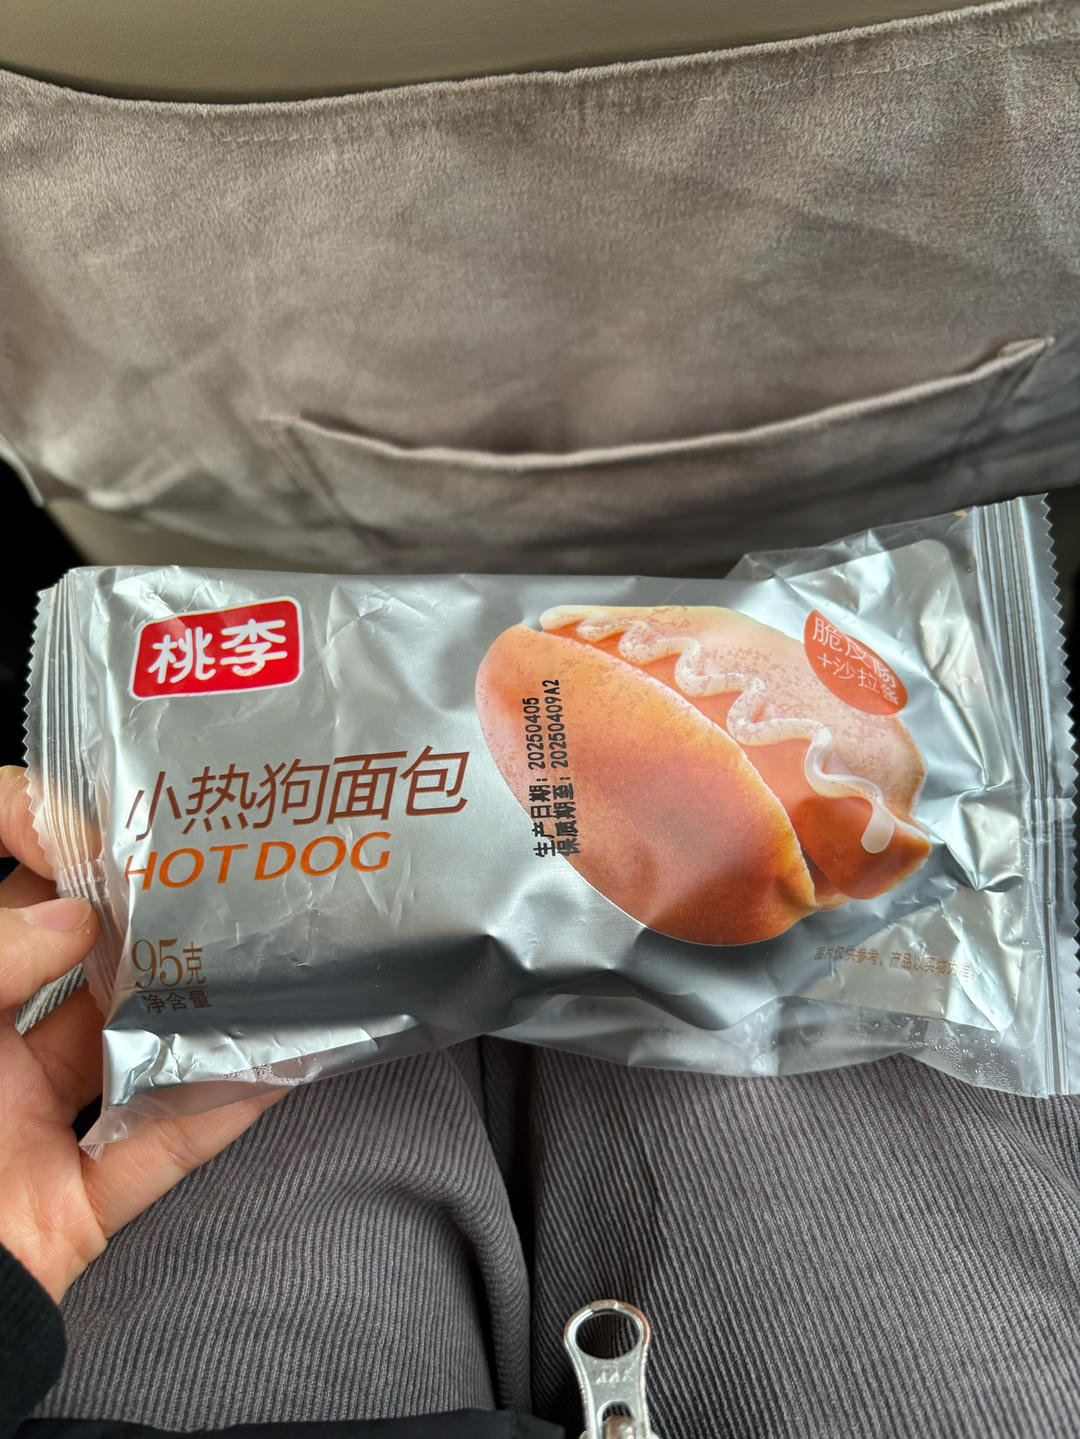 桃李
小热狗面包
HOT DOG
95克
净含量
生产日期：20250405
保质期至：20250409A2
脆皮肠
+沙拉酱
图片仅供参考，产品以实物为准